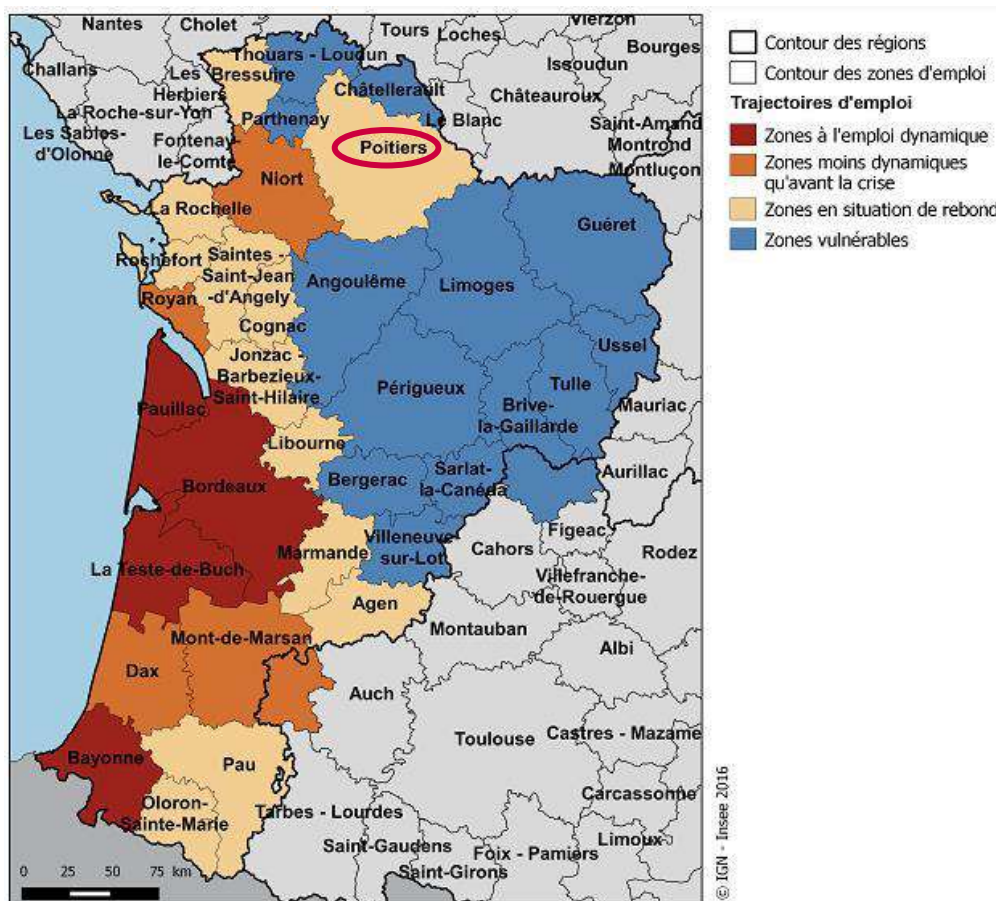 Nantes
Cholet
Tours
Loches
Vierzon
Bourges
Issoudun
Challans
Les
Herbiers
Bressuire
Thouars - Loudun
Châtellerault
Châteauroux
La Roche-sur-Yon
Les Sables-
d'Olonne
Fontenay-
le-Comte
Parthenay
Le Blanc
Saint-Amand
Montrond
Montluçon
Poitiers
Niort
La Rochelle
Guéret
Rochefort
Saintes -
Saint-Jean
-d'Angely
Angoulême
Limoges
Royan
Cognac
Ussel
Jonzac -
Barbezieux-
Saint-Hilaire
Périgueux
Tulle
Brive-
la-Gaillarde
Mauriac
Pauillac
Libourne
Aurillac
Bordeaux
Bergerac
Sarlat-
la-Canéda
Figeac
Cahors
Rodez
Marmande
Villeneuve-
sur-Lot
La Teste-de-Buch
Villefranche-
de-Rouergue
Agen
Montauban
Albi
Mont-de-Marsan
Dax
Auch
Toulouse
Castres - Mazame
Bayonne
Pau
Oloron-
Sainte-Marie
Tarbes - Lourdes
Carcassonne
Saint-Gaudens
Foix - Pamiers
Limoux
Saint-Girons
0 25 50 75 km
Contour des régions
Contour des zones d'emploi
Trajectoires d'emploi
Zones à l'emploi dynamique
Zones moins dynamiques
qu'avant la crise
Zones en situation de rebond
Zones vulnérables
© IGN - Insee 2016